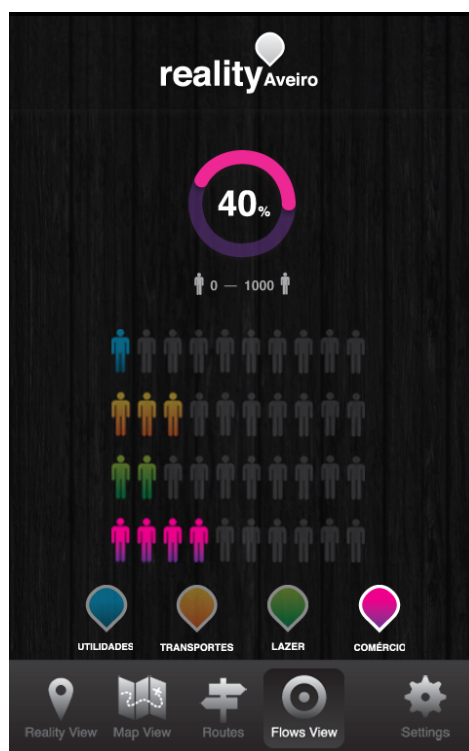 reality Aveiro
40%
0 — 1000
UTILIDADES TRANSPORTES LAZER COMÉRCIO
Reality View Map View Routes Flows View Settings